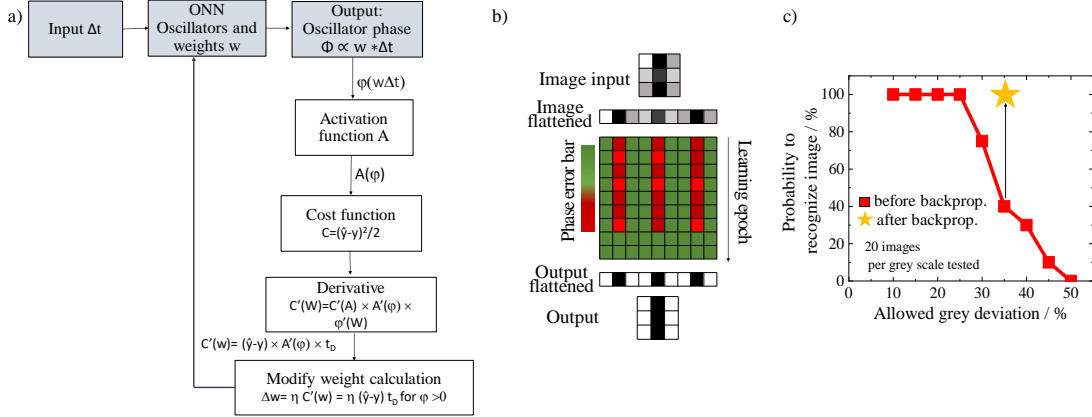 a)
Input Δt
ONN
Oscillators and
weights w
Output:
Oscillator phase
Φ ∝ w *Δt
φ(wΔt)
Activation
function A
A(φ)
Cost function
C=(ŷ-y)²/2
Derivative
C'(W)=C'(A) × A'(φ) ×
φ'(W)
C'(w)= (ŷ-y) × A'(φ) × t_D
Modify weight calculation
Δw= η C'(w) = η (ŷ-y) t_D for φ >0
b)
Image input
Image
flattened
Phase error bar
Learning epoch
Output
flattened
Output
c)
Probability to
recognize image / %
100
80
60
40
20
0
before backprop.
after backprop.
20 images
per grey scale tested
0 10 20 30 40 50
Allowed grey deviation / %